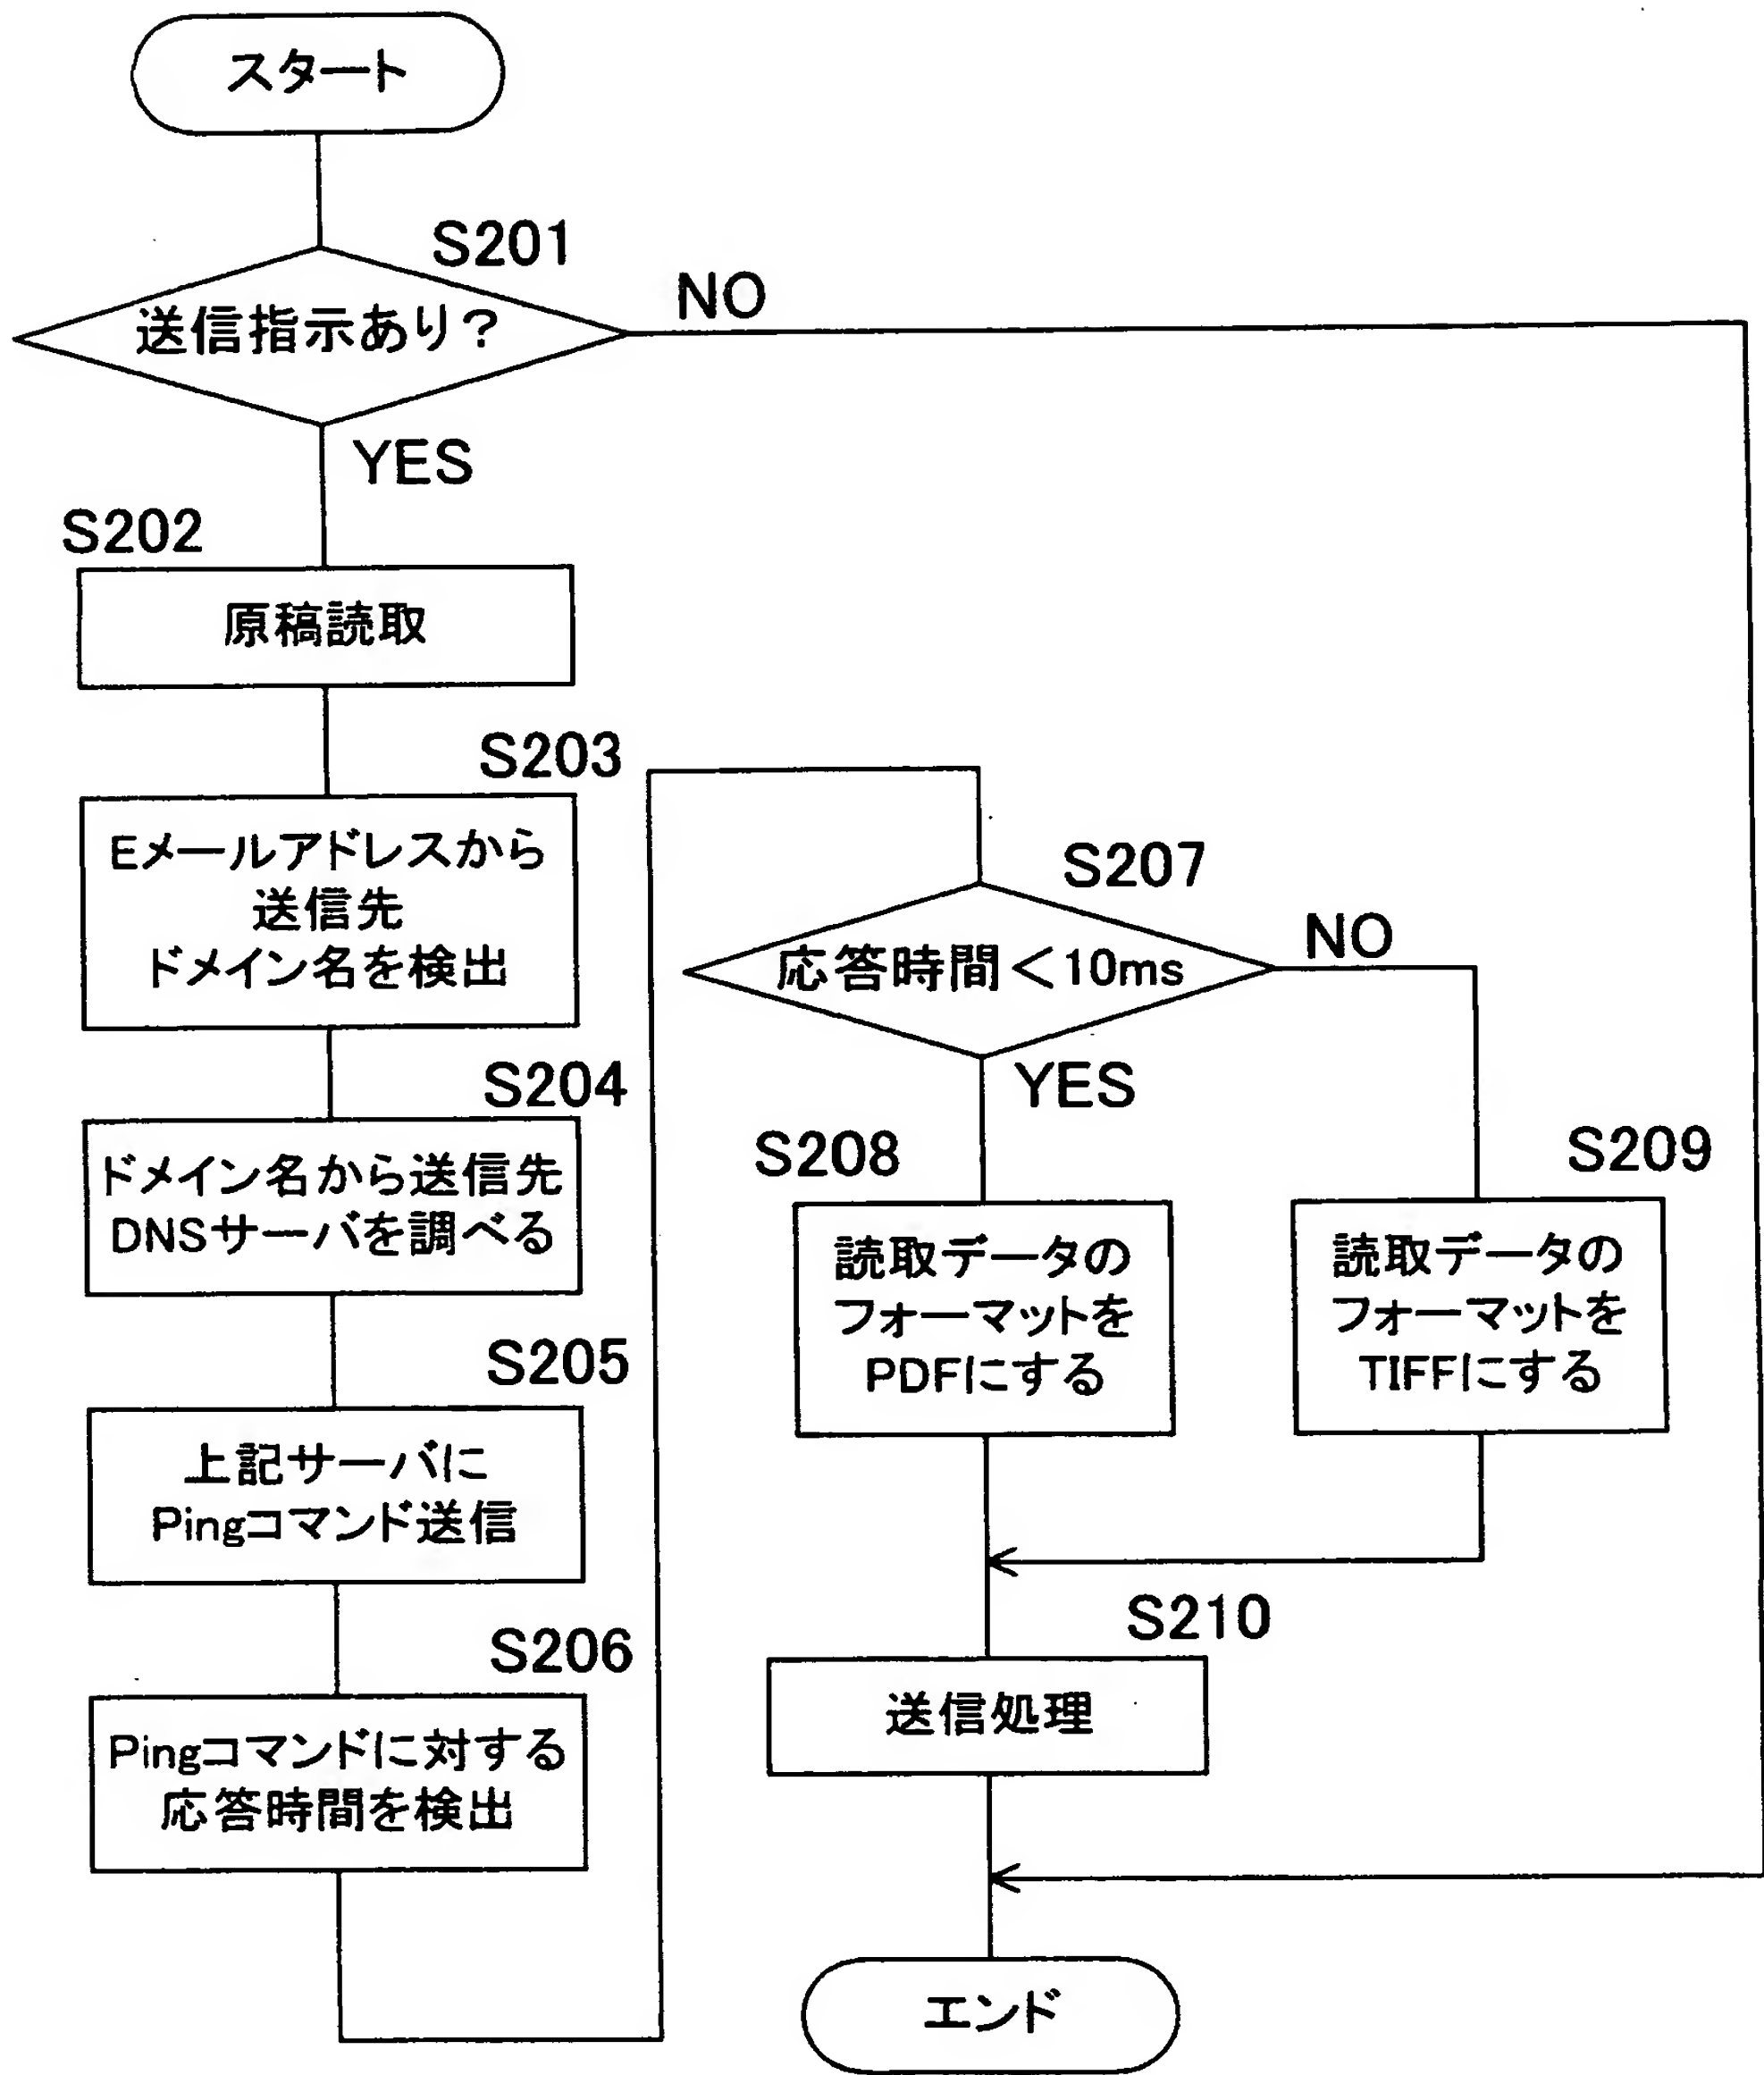 スタート
S201
送信指示あり？
NO
YES
S202
原稿読取
S203
Eメールアドレスから
送信先
ドメイン名を検出
S204
ドメイン名から送信先
DNSサーバを調べる
S205
上記サーバに
Pingコマンド送信
S206
Pingコマンドに対する
応答時間を検出
S207
応答時間＜10ms
NO
YES
S208
読取データの
フォーマットを
PDFにする
S209
読取データの
フォーマットを
TIFFにする
S210
送信処理
エンド